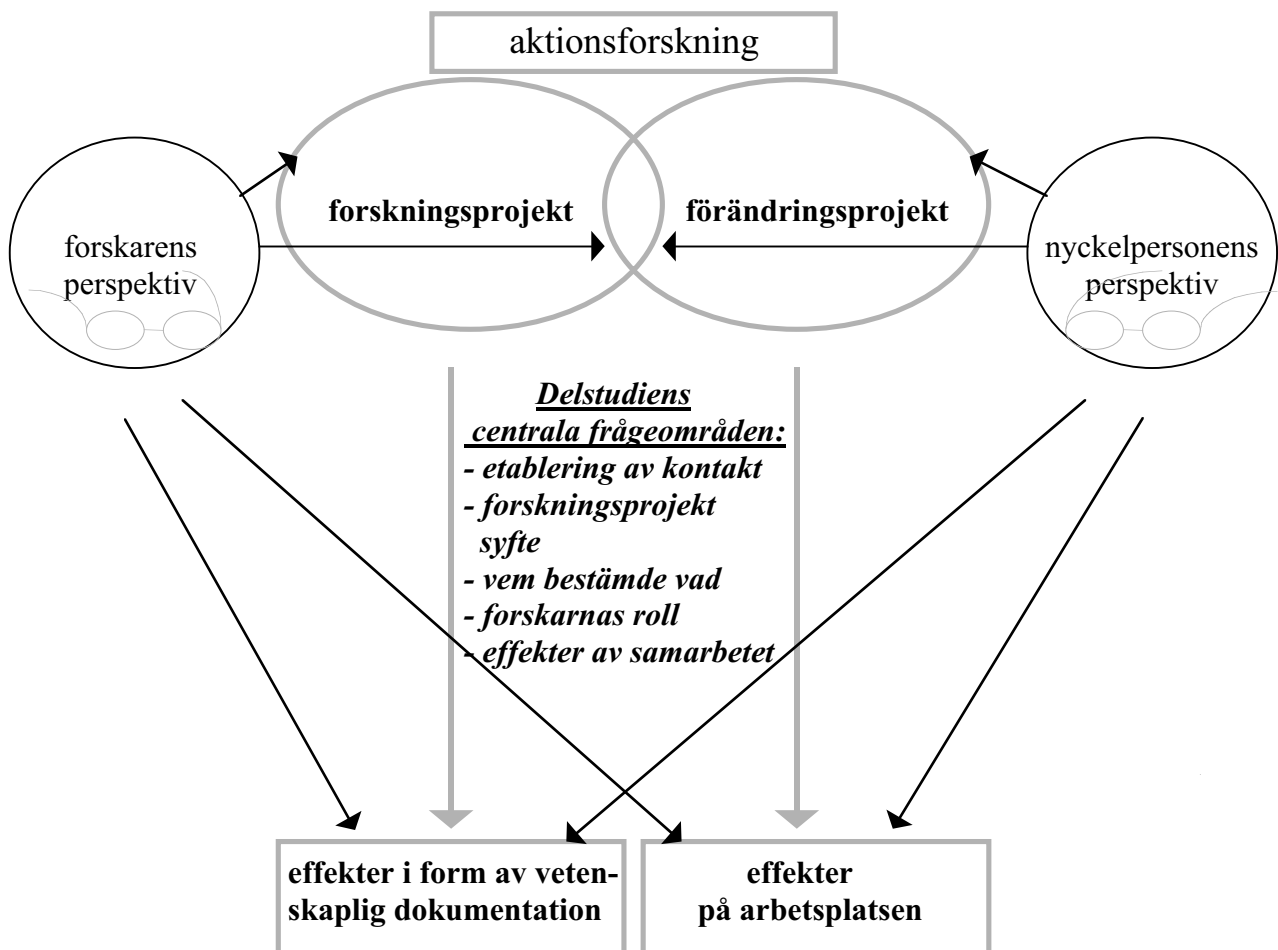 aktionsforskning
forskningsprojekt
förändringsprojekt
forskarens
perspektiv
nyckelpersonens
perspektiv
Delstudiens
centrala frågeområden:
- etablering av kontakt
- forskningsprojekt
syfte
- vem bestämde vad
- forskarnas roll
- effekter av samarbetet
effekter i form av veten-
skaplig dokumentation
effekter
på arbetsplatsen